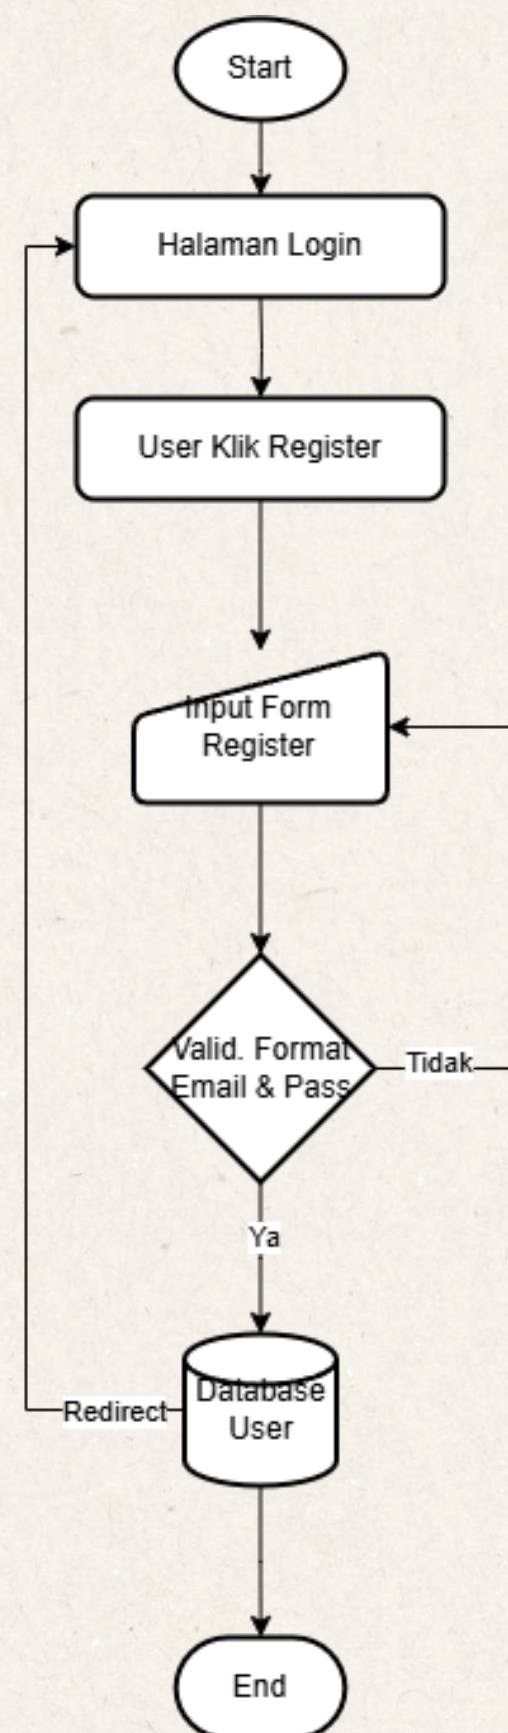 Start
Halaman Login
User Klik Register
Input Form
Register
Valid. Format
Email & Pass
Tidak
Ya
Database
User
Redirect
End